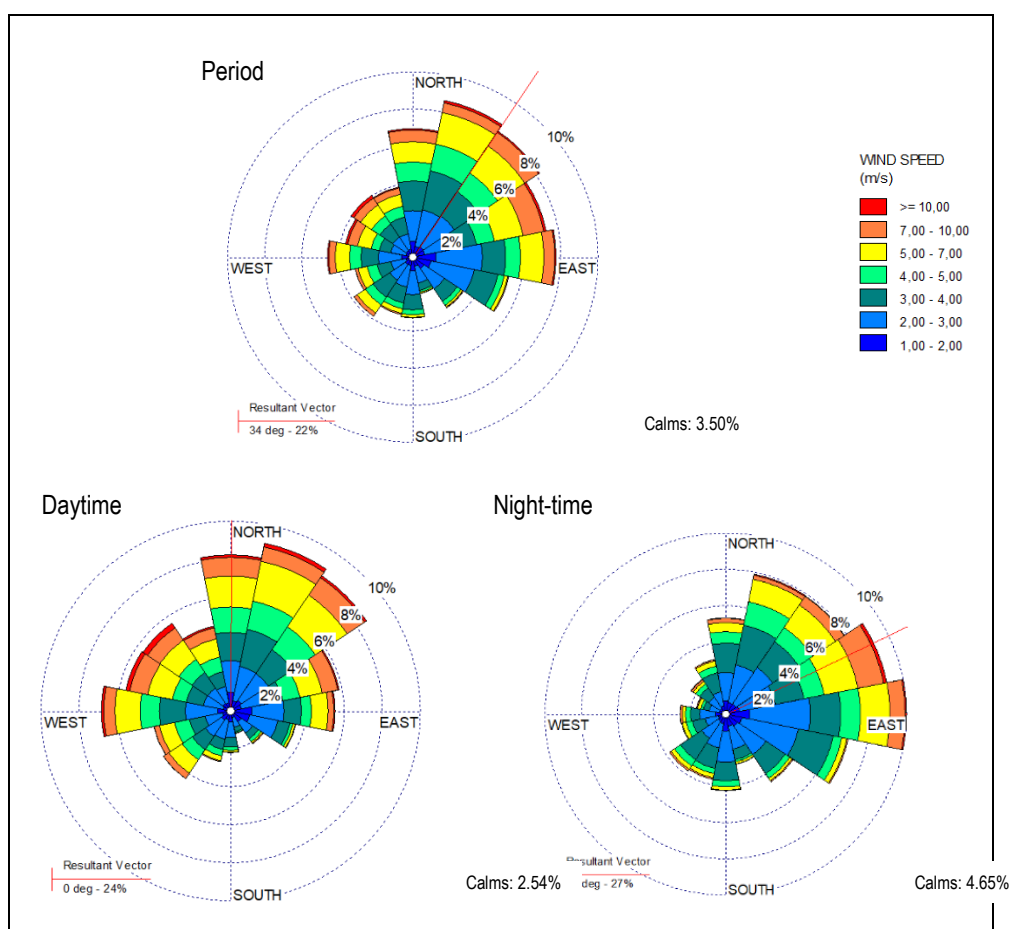 Period
NORTH
10%
8%
6%
4%
2%
WEST
EAST
SOUTH
Resultant Vector
34 deg - 22%
Calms: 3.50%
WIND SPEED
(m/s)
>= 10,00
7,00 - 10,00
5,00 - 7,00
4,00 - 5,00
3,00 - 4,00
2,00 - 3,00
1,00 - 2,00
Daytime
NORTH
10%
8%
6%
4%
2%
WEST
EAST
SOUTH
Resultant Vector
0 deg - 24%
Calms: 2.54%
Night-time
NORTH
10%
8%
6%
4%
2%
WEST
EAST
SOUTH
Vector
deg - 27%
Calms: 4.65%